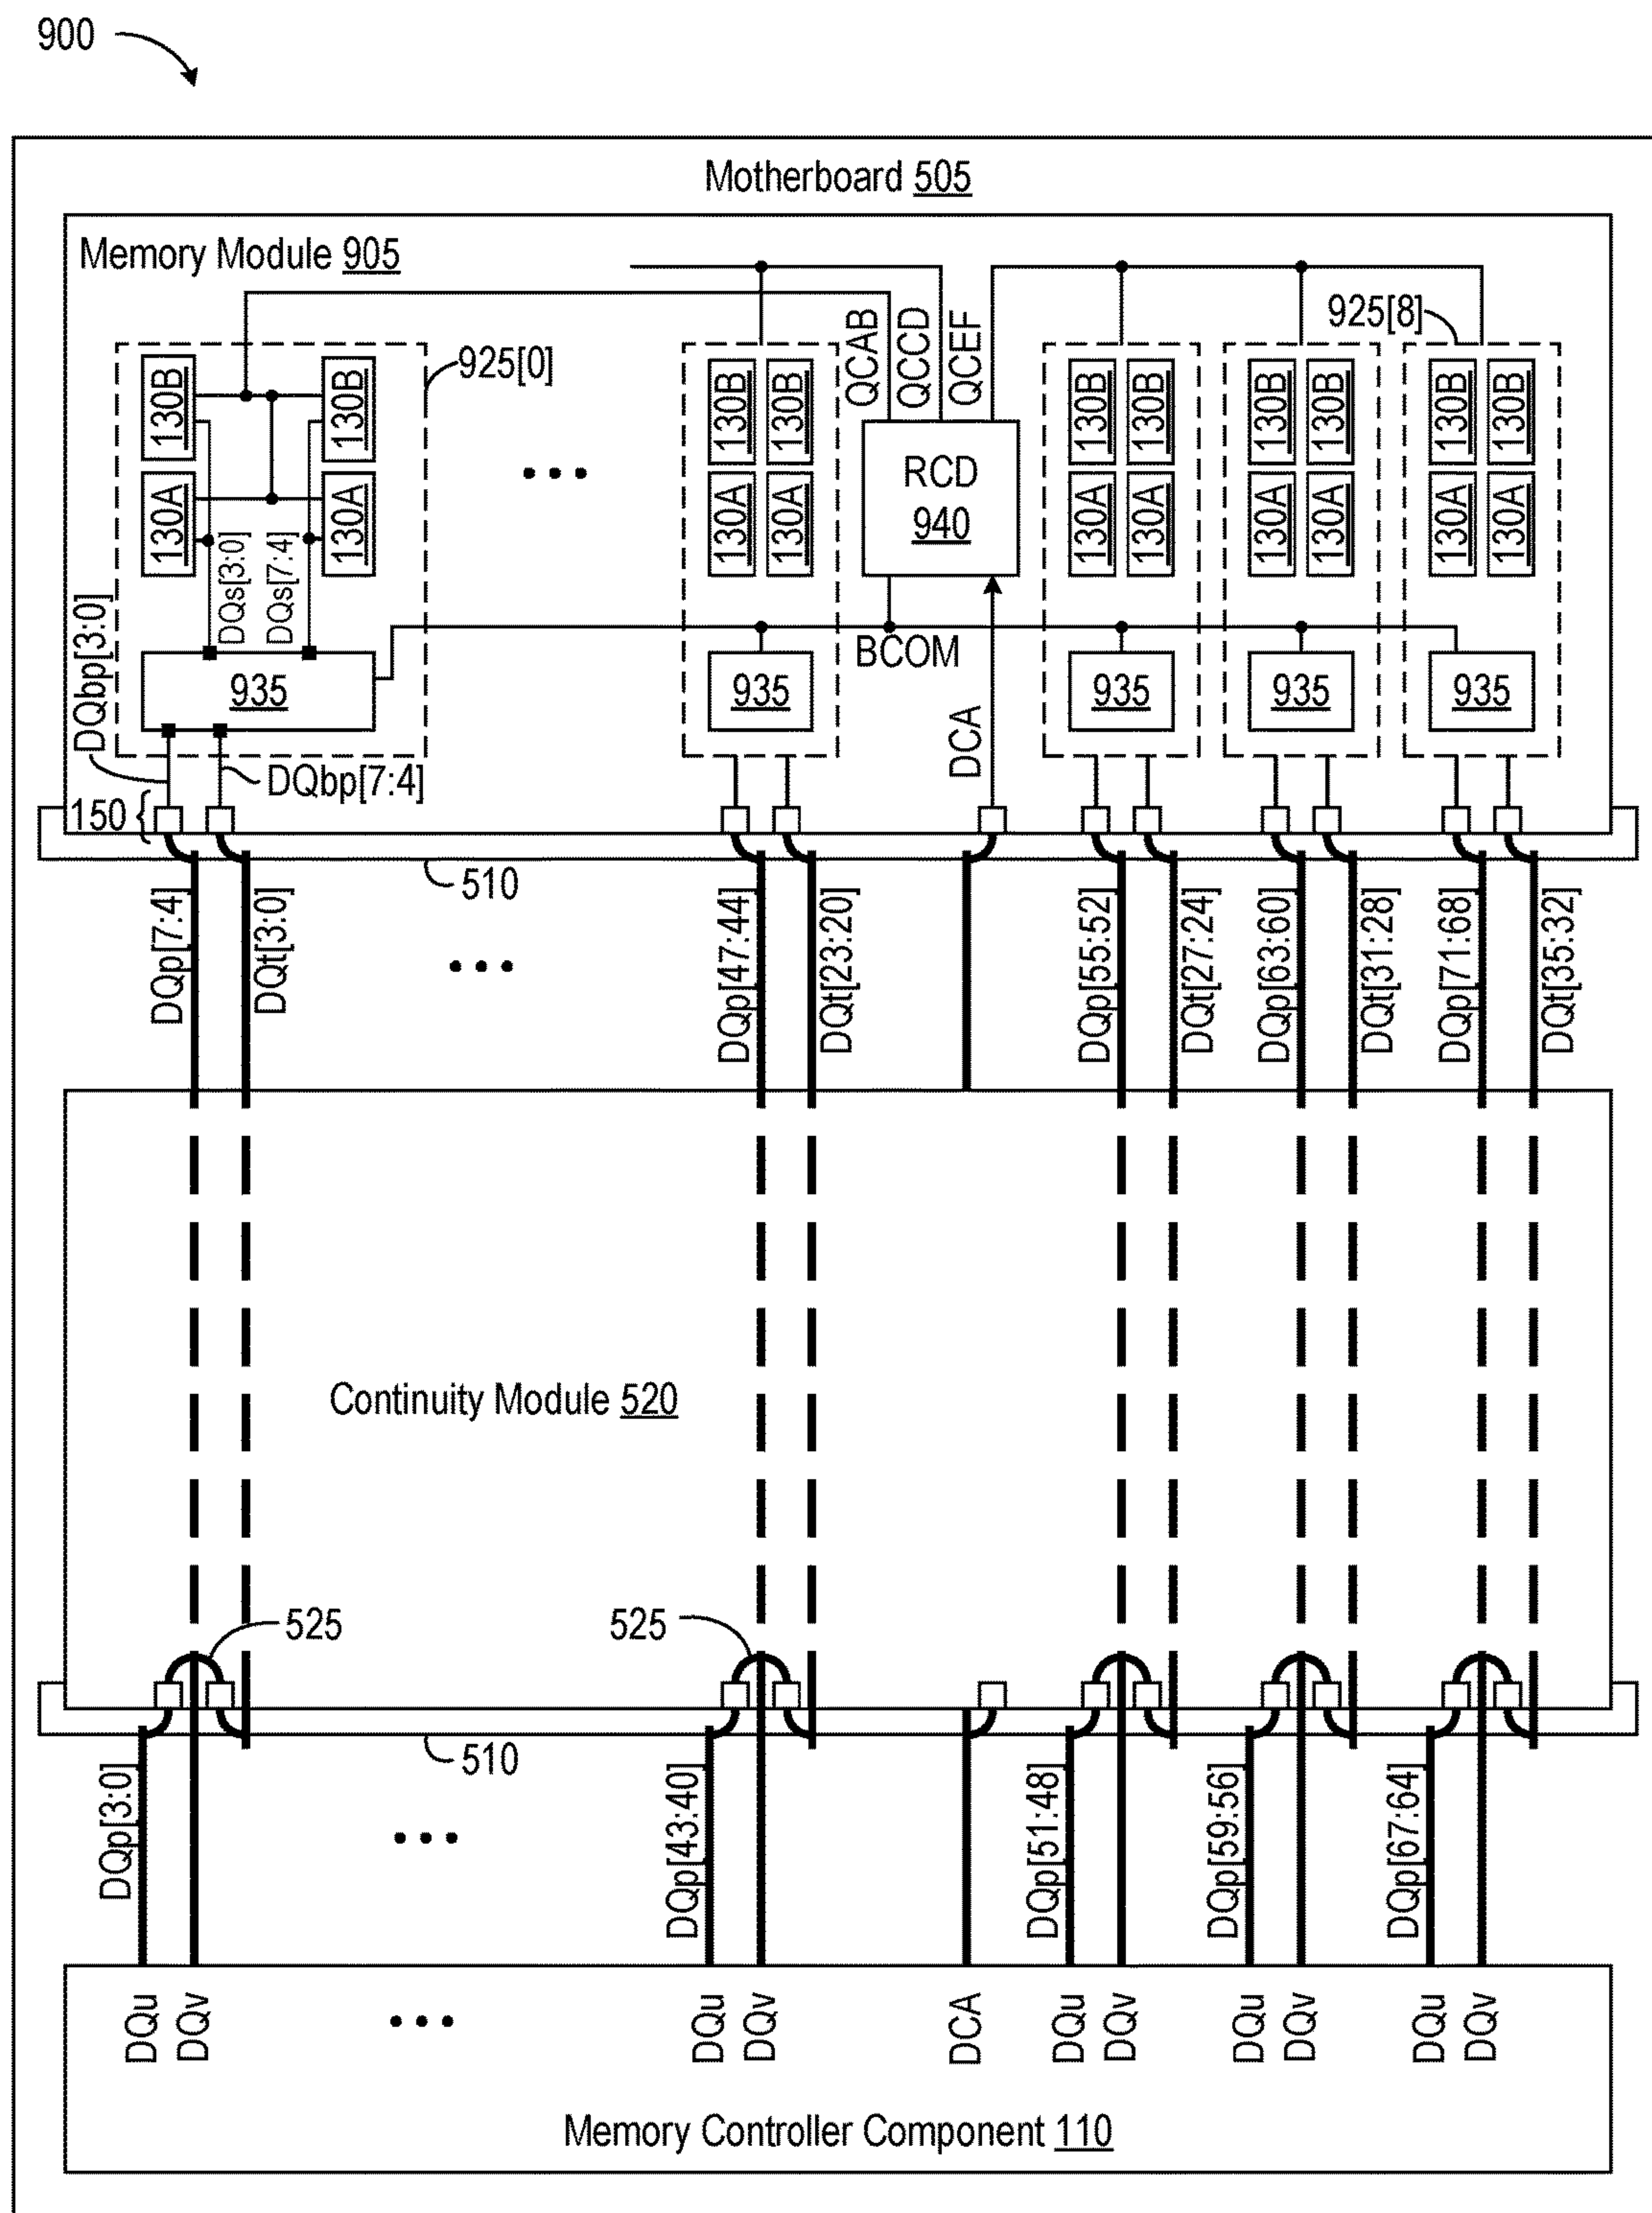 900
Motherboard 505
Memory Module 905
925[0]
925[8]
QCAB
QCCD
QCEF
130B
130B
130B
130B
130B
130B
130B
130B
130B
130B
130A
130A
130A
130A
130A
130A
130A
130A
130A
130A
RCD
940
DQs[3:0]
DQs[7:4]
DQbp[3:0]
BCOM
935
935
935
935
935
DCA
DQbp[7:4]
150
510
DQp[7:4]
DQt[3:0]
DQp[47:44]
DQt[23:20]
DQp[55:52]
DQt[27:24]
DQp[63:60]
DQt[31:28]
DQp[71:68]
DQt[35:32]
Continuity Module 520
525
525
510
DQp[3:0]
DQp[43:40]
DQp[51:48]
DQp[59:56]
DQp[67:64]
DQu
DQv
DQu
DQv
DCA
DQu
DQv
DQu
DQv
DQu
DQv
Memory Controller Component 110